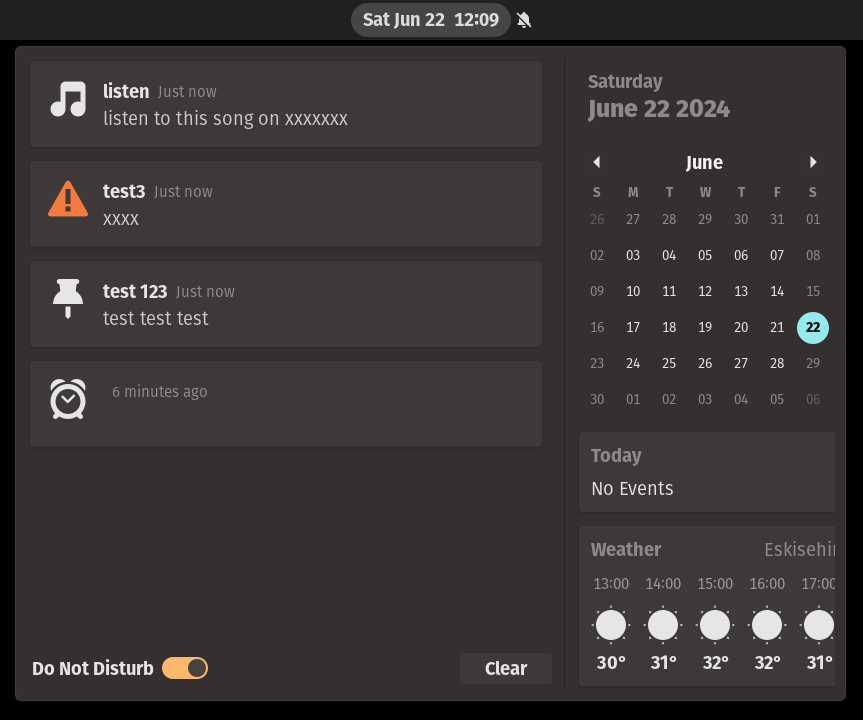 Sat Jun 22 12:09
listen Just now
listen to this song on xxxxxxx
test3 Just now
xxxx
test 123 Just now
test test test
6 minutes ago
Do Not Disturb
Clear
Saturday
June 22 2024
June
S M T W T F S
26 27 28 29 30 31 01
02 03 04 05 06 07 08
09 10 11 12 13 14 15
16 17 18 19 20 21 22
23 24 25 26 27 28 29
30 01 02 03 04 05 06
Today
No Events
Weather Eskisehir
13:00 14:00 15:00 16:00 17:00
30° 31° 32° 32° 31°